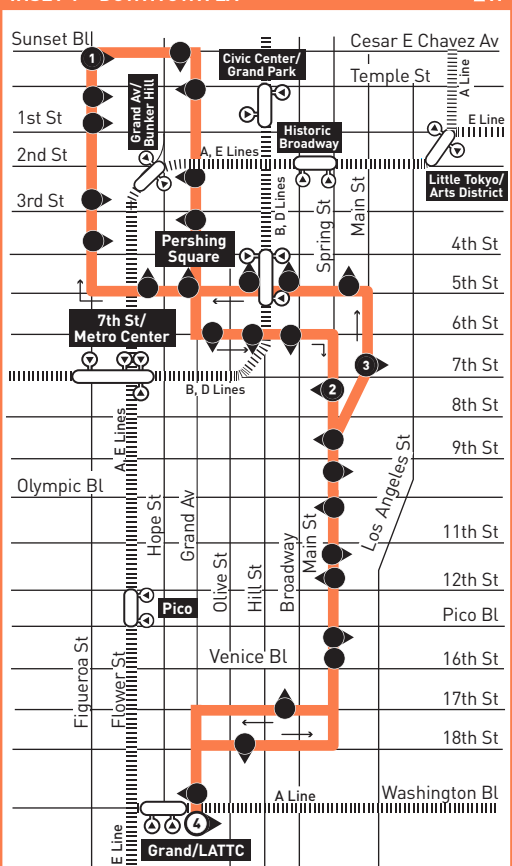 Sunset Bl
Cesar E Chavez Av
1
Civic Center/
Grand Park
Temple St
A Line
Grand Av/
Bunker Hill
1st St
E Line
Historic
Broadway
2nd St
A, E Lines
Little Tokyo/
Arts District
3rd St
B, D Lines
Spring St
Main St
Pershing
Square
4th St
5th St
6th St
7th St/
Metro Center
7th St
3
2
B, D Lines
8th St
A, E Lines
9th St
Olympic Bl
Los Angeles St
Hope St
Grand Av
11th St
Olive St
Hill St
Broadway
Main St
12th St
Pico
Pico Bl
Figueroa St
Flower St
Venice Bl
16th St
17th St
18th St
A Line
Washington Bl
4
E Line
Grand/LATTC